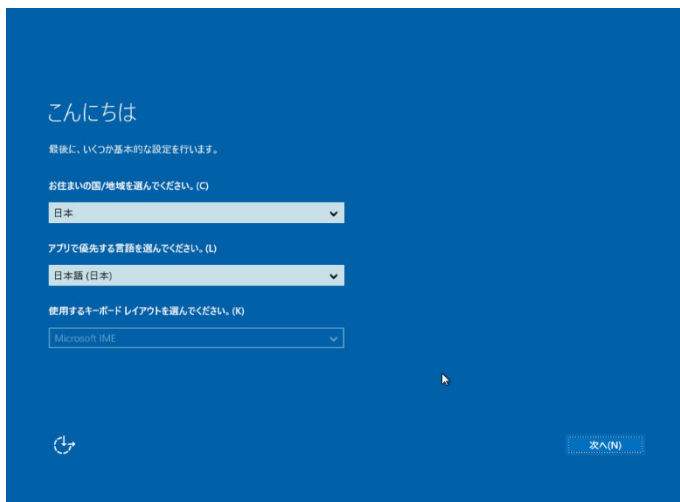 こんにちは
最後に、いくつか基本的な設定を行います。
お住まいの国/地域を選んでください。(C)
日本
アプリで優先する言語を選んでください。(L)
日本語 (日本)
使用するキーボード レイアウトを選んでください。(K)
Microsoft IME
次へ(N)